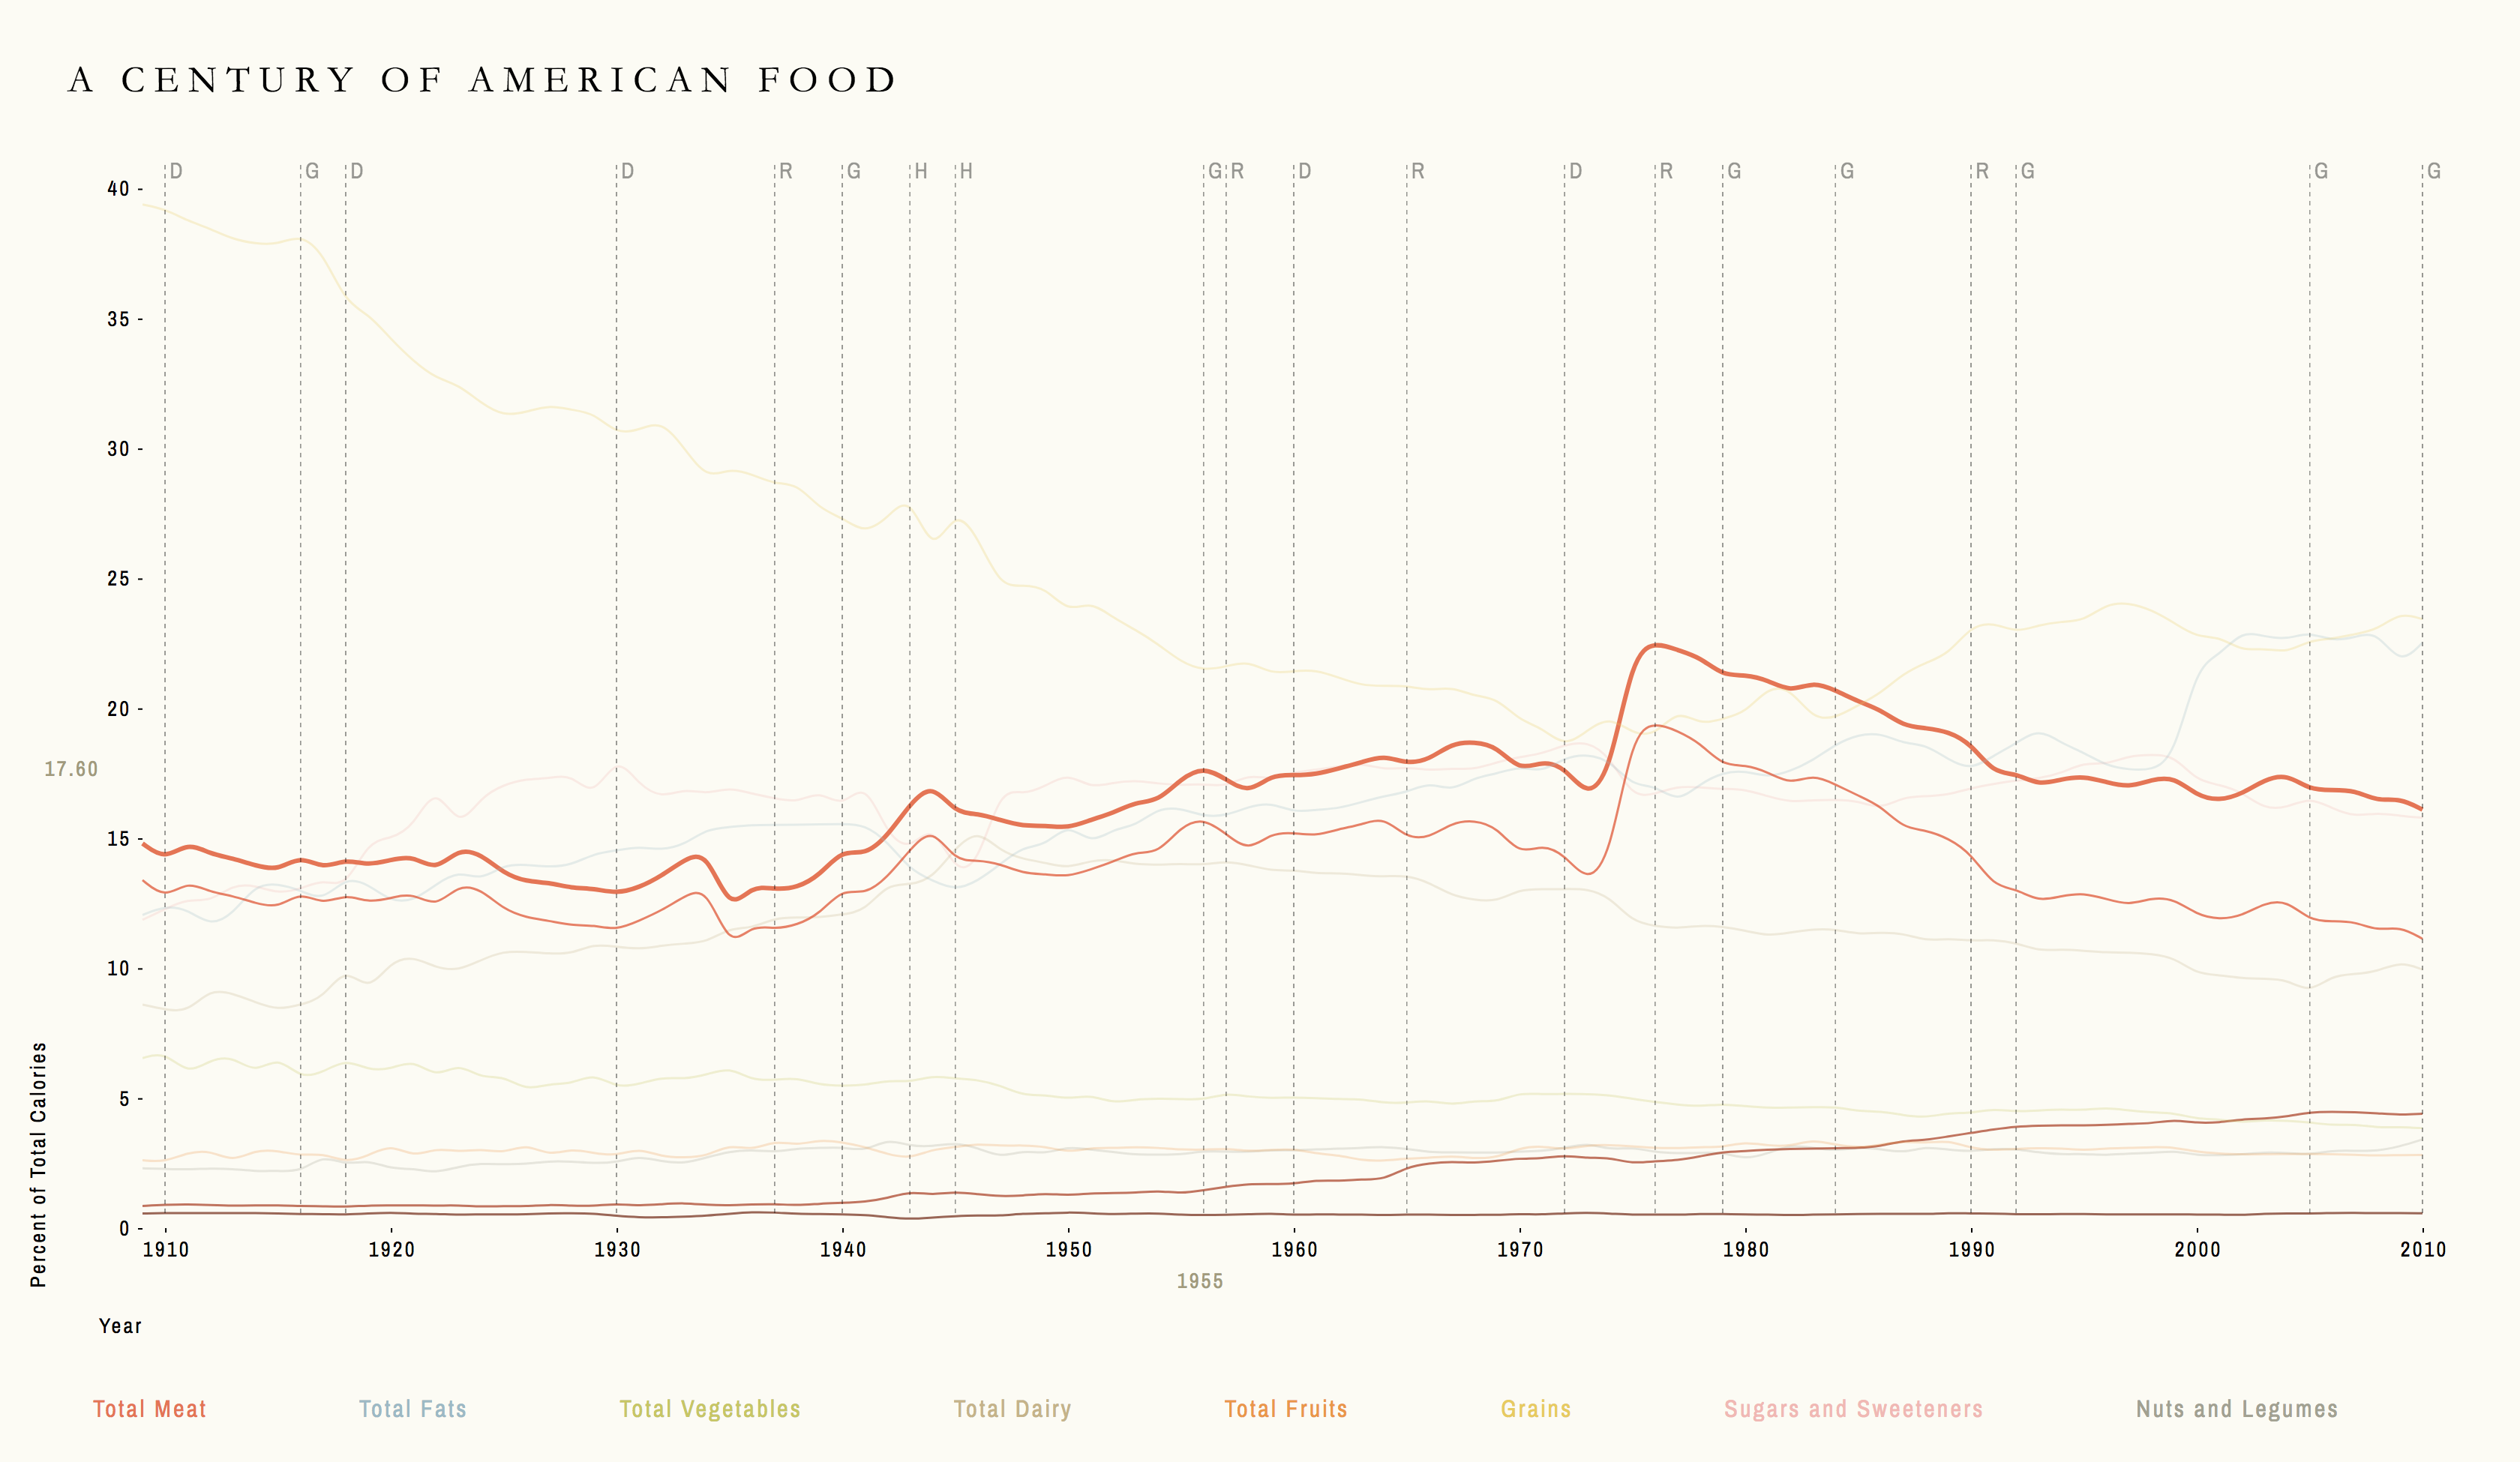 A CENTURY OF AMERICAN FOOD
D G D D R G H H G R D R D R G G R G G G
40
35
30
25
20
17.60
15
10
5
0
Percent of Total Calories
1910 1920 1930 1940 1950 1960 1970 1980 1990 2000 2010
1955
Year
Total Meat Total Fats Total Vegetables Total Dairy Total Fruits Grains Sugars and Sweeteners Nuts and Legumes